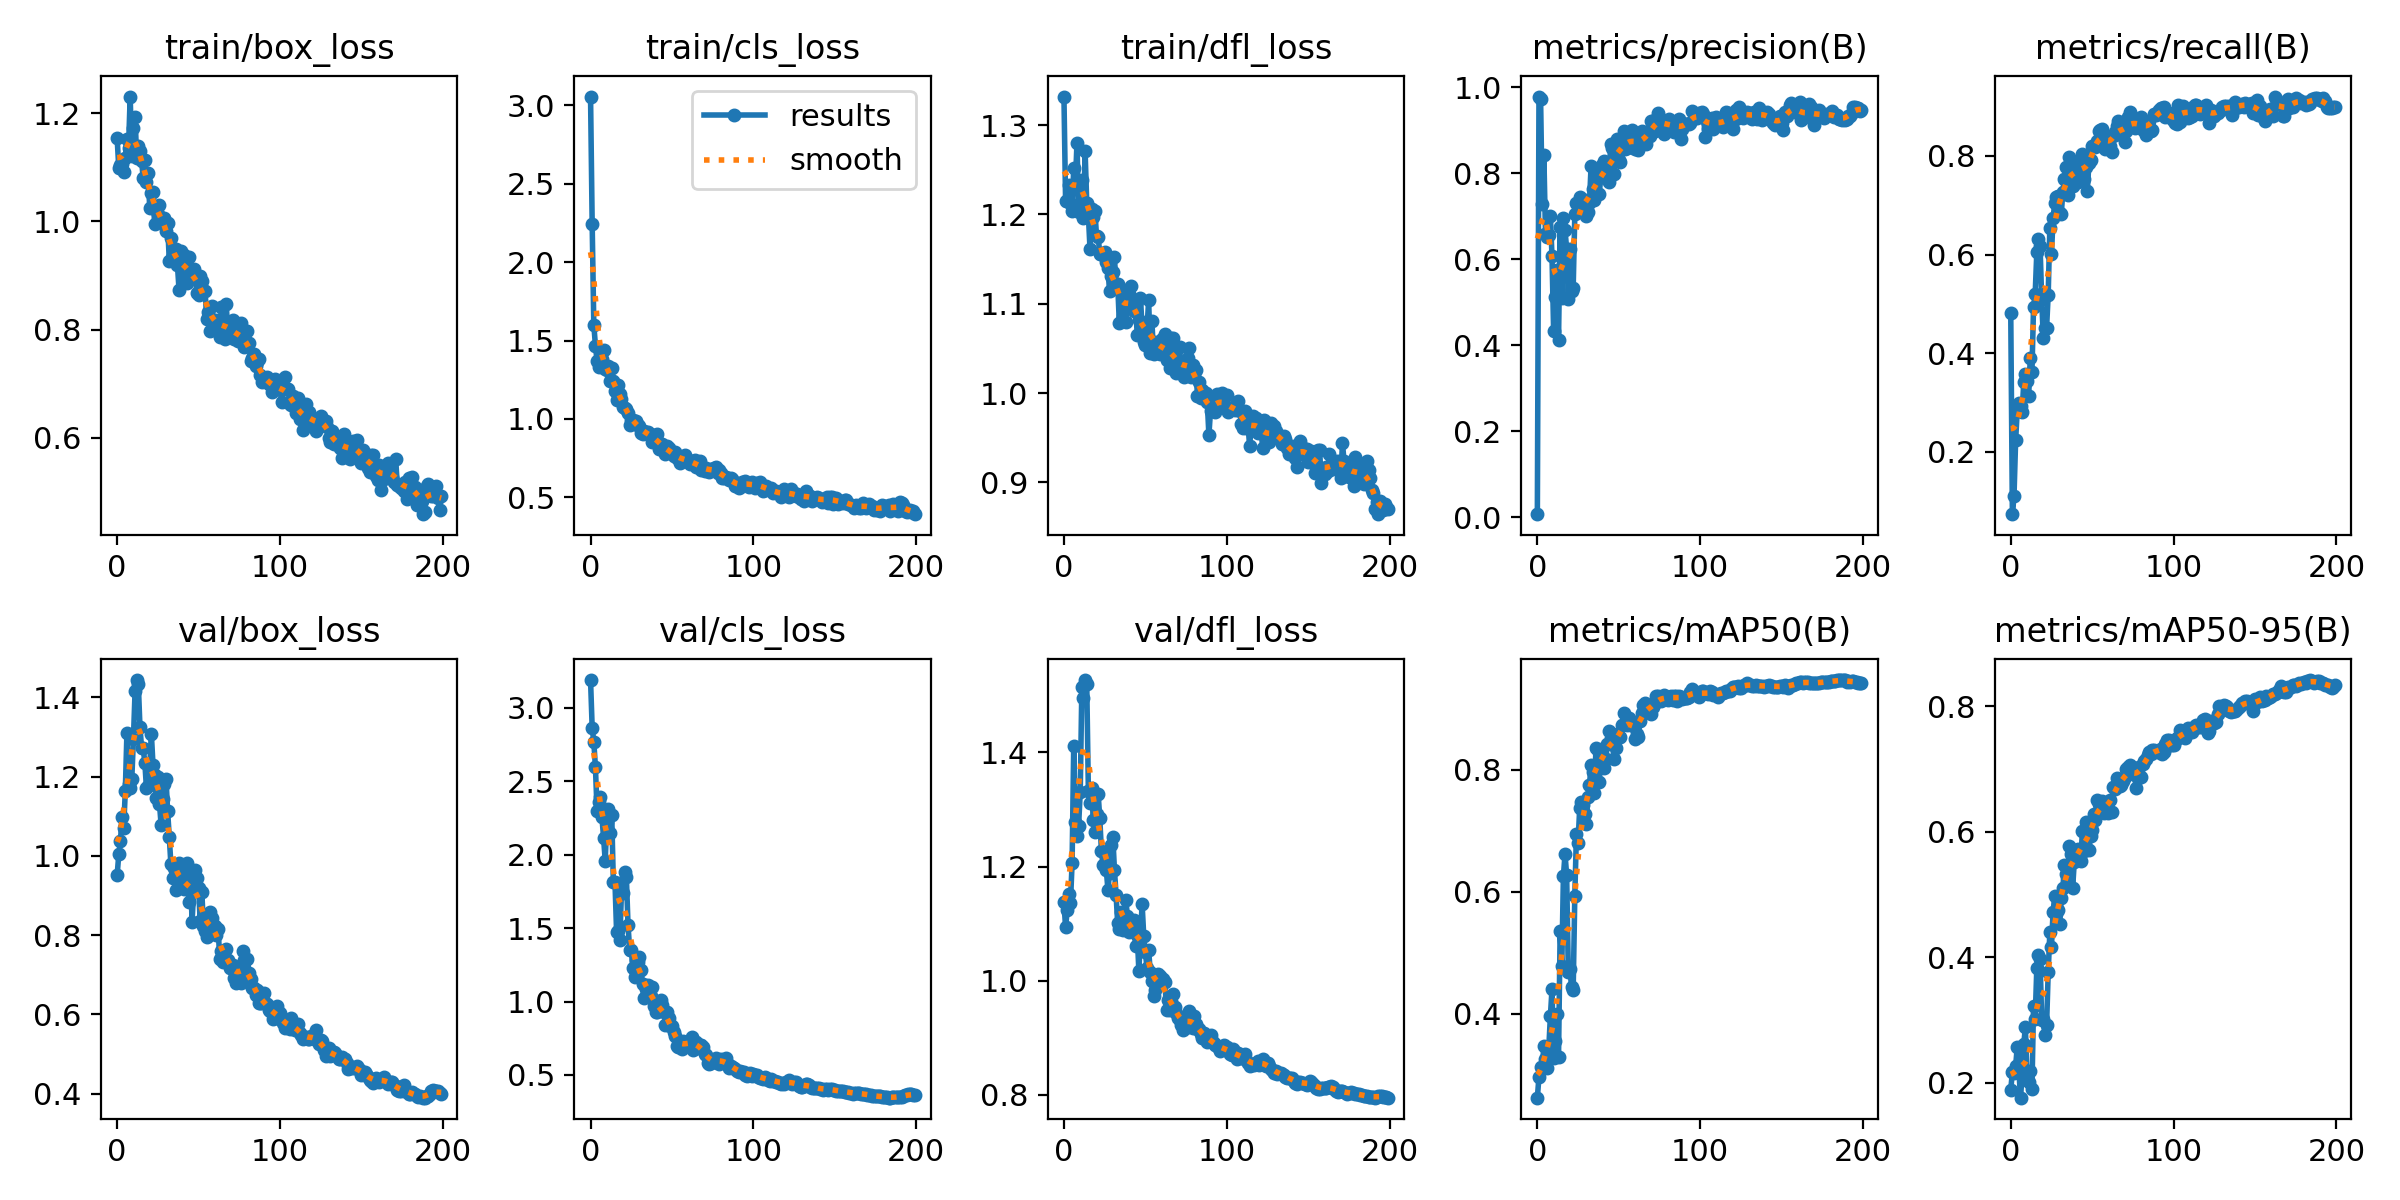 train/box_loss
1.2
1.0
0.8
0.6
0 100 200
train/cls_loss
results
smooth
3.0
2.5
2.0
1.5
1.0
0.5
0 100 200
train/dfl_loss
1.3
1.2
1.1
1.0
0.9
0 100 200
metrics/precision(B)
1.0
0.8
0.6
0.4
0.2
0.0
0 100 200
metrics/recall(B)
0.8
0.6
0.4
0.2
0 100 200
val/box_loss
1.4
1.2
1.0
0.8
0.6
0.4
0 100 200
val/cls_loss
3.0
2.5
2.0
1.5
1.0
0.5
0 100 200
val/dfl_loss
1.4
1.2
1.0
0.8
0 100 200
metrics/mAP50(B)
0.8
0.6
0.4
0 100 200
metrics/mAP50-95(B)
0.8
0.6
0.4
0.2
0 100 200